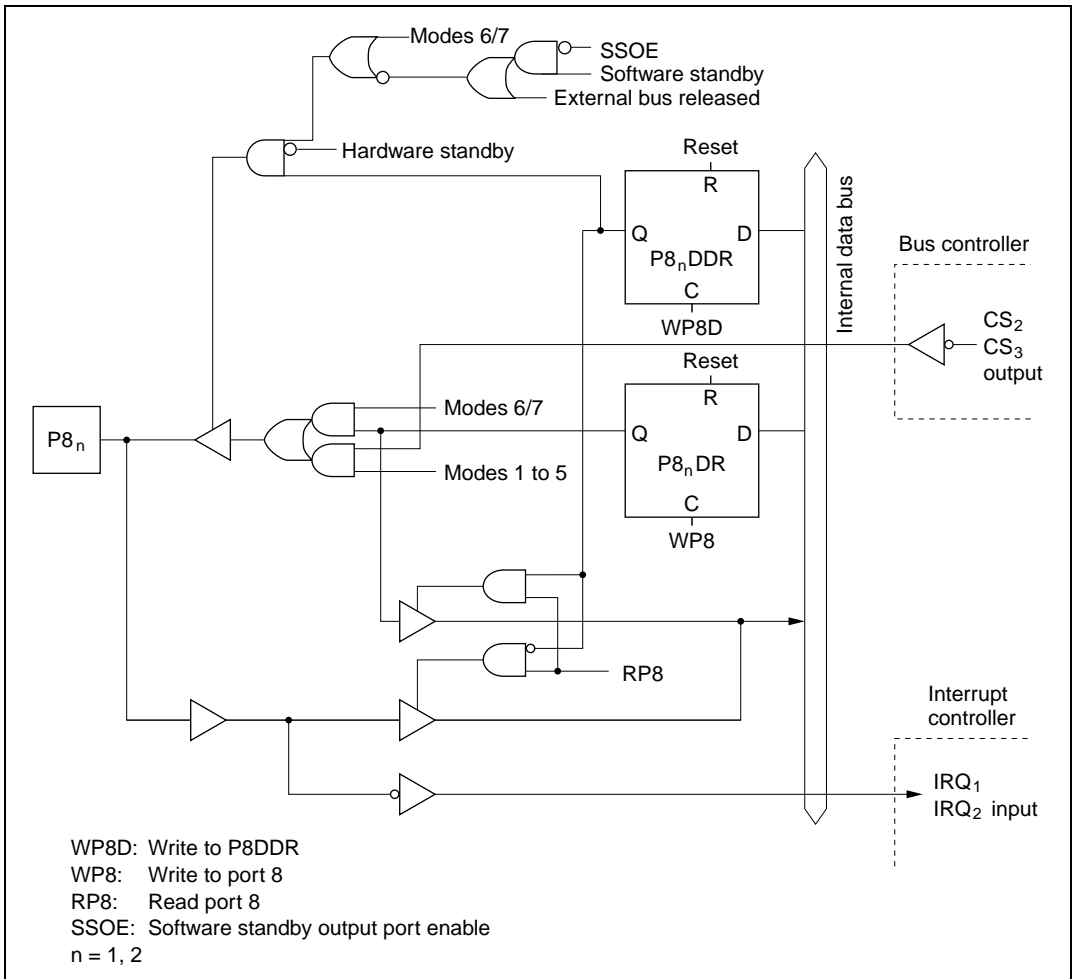 Modes 6/7
SSOE
Software standby
External bus released
Hardware standby
Reset
R
Q D
P8nDDR
C
WP8D
Internal data bus
Bus controller
CS2
CS3
output
Reset
R
Modes 6/7
Q D
P8n
P8nDR
Modes 1 to 5
C
WP8
RP8
Interrupt
controller
IRQ1
IRQ2 input
WP8D: Write to P8DDR
WP8: Write to port 8
RP8: Read port 8
SSOE: Software standby output port enable
n = 1, 2